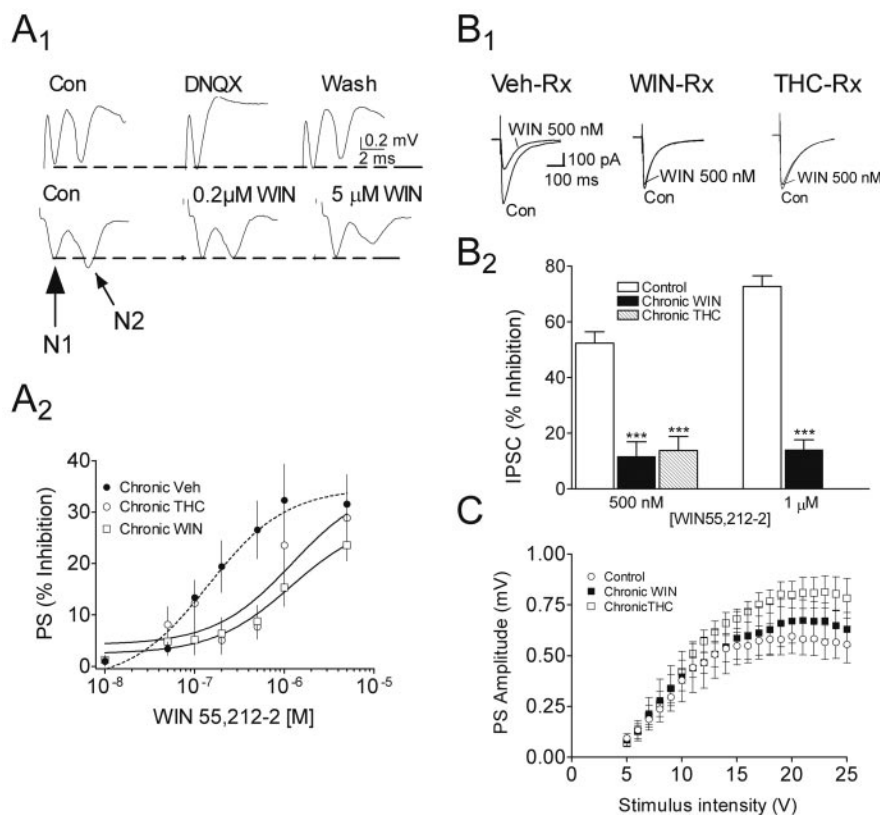 A1
Con DNQX Wash
0.2 mV
2 ms
Con 0.2μM WIN 5 μM WIN
N1 N2
A2
PS (% Inhibition)
40
30
20
10
0
Chronic Veh
Chronic THC
Chronic WIN
10-8 10-7 10-6 10-5
WIN 55,212-2 [M]
B1
Veh-Rx WIN-Rx THC-Rx
WIN 500 nM
100 pA
100 ms
Con
WIN 500 nM
Con
WIN 500 nM
Con
B2
IPSC (% Inhibition)
80
60
40
20
0
Control
Chronic WIN
Chronic THC
*** *** ***
500 nM 1 μM
[WIN55,212-2]
C
PS Amplitude (mV)
1.00
0.75
0.50
0.25
0.00
Control
Chronic WIN
ChronicTHC
0 5 10 15 20 25
Stimulus intensity (V)